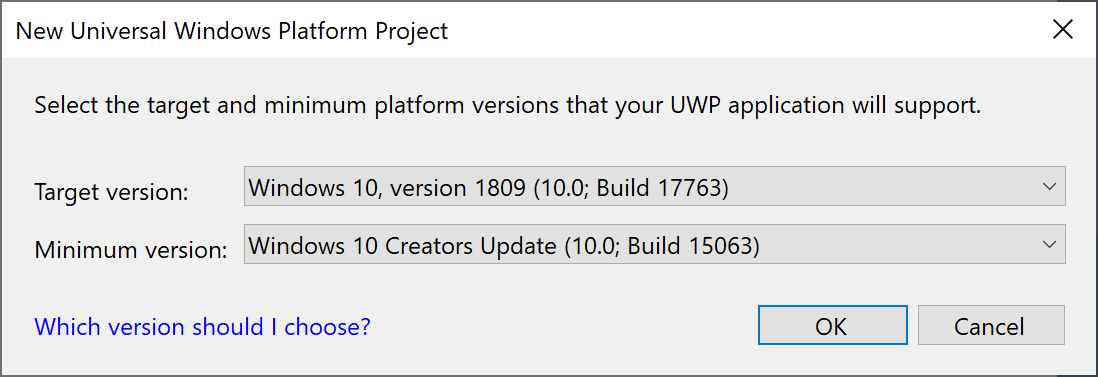 New Universal Windows Platform Project
Select the target and minimum platform versions that your UWP application will support.
Target version: Windows 10, version 1809 (10.0; Build 17763)
Minimum version: Windows 10 Creators Update (10.0; Build 15063)
Which version should I choose? OK Cancel